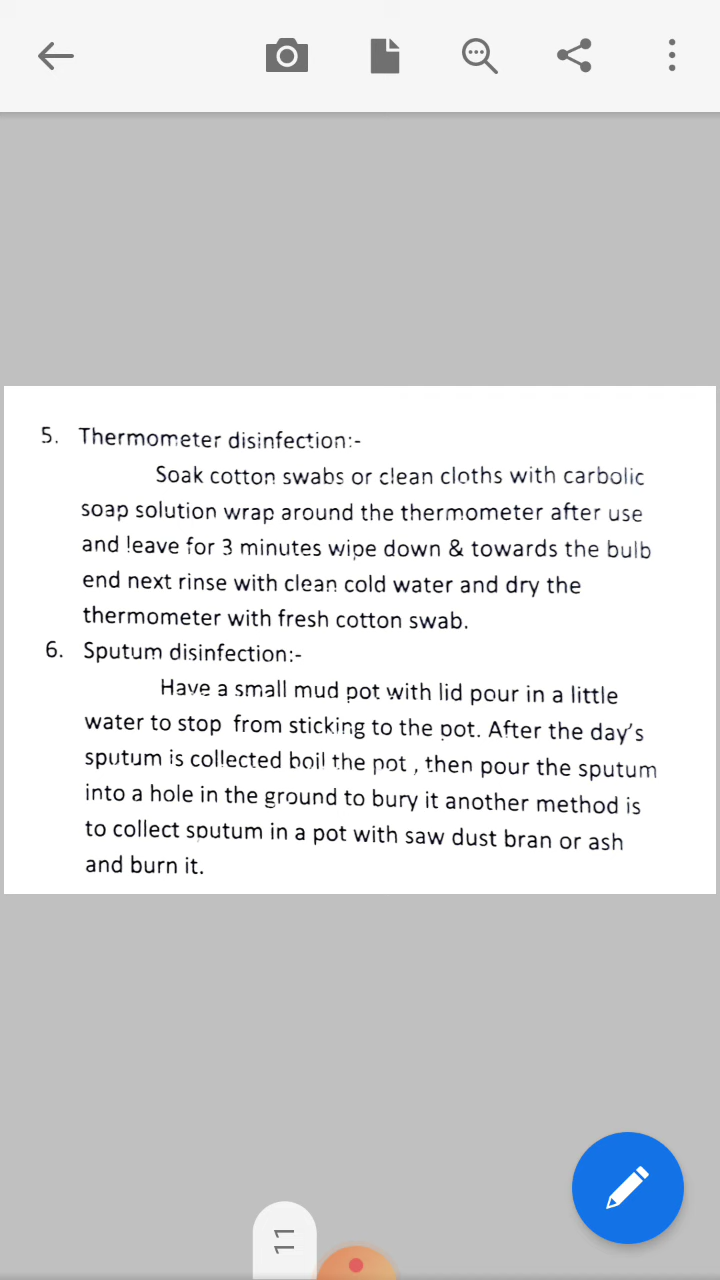 5. Thermometer disinfection:-
Soak cotton swabs or clean cloths with carbolic
soap solution wrap around the thermometer after use
and leave for 3 minutes wipe down & towards the bulb
end next rinse with clean cold water and dry the
thermometer with fresh cotton swab.
6. Sputum disinfection:-
Have a small mud pot with lid pour in a little
water to stop from sticking to the pot. After the day's
sputum is collected boil the pot , then pour the sputum
into a hole in the ground to bury it another method is
to collect sputum in a pot with saw dust bran or ash
and burn it.
11